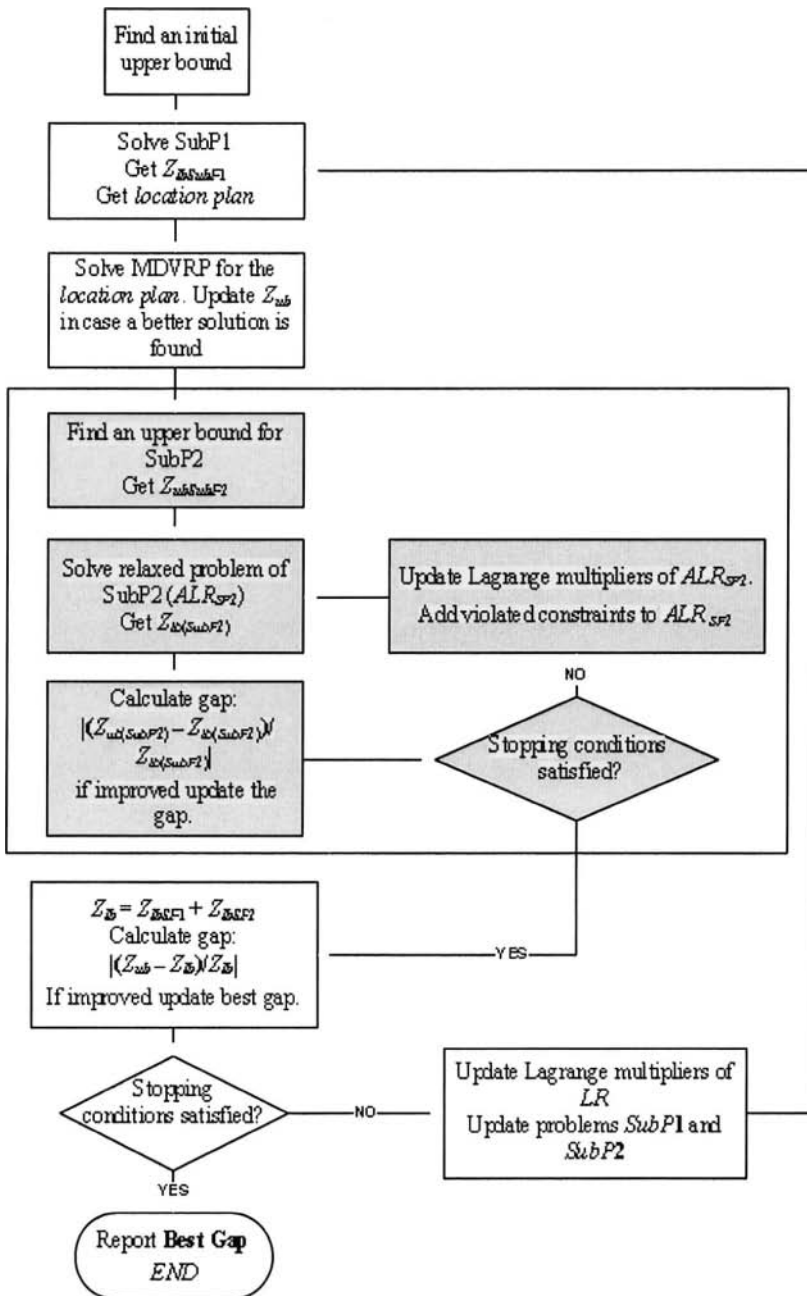 Find an initial
upper bound
Solve SubP1
Get Z_lbSubP1
Get location plan
Solve MDVRP for the
location plan. Update Z_ub
in case a better solution is
found
Find an upper bound for
SubP2
Get Z_ubSubP2
Solve relaxed problem of
SubP2 (ALR_SP2)
Get Z_lb(SubP2)
Update Lagrange multipliers of ALR_SP2.
Add violated constraints to ALR_SP2
NO
Calculate gap:
|(Z_ub(SubP2) – Z_lb(SubP2))/
Z_lb(SubP2)|
if improved update the
gap.
Stopping conditions
satisfied?
YES
Z_lb = Z_lbSP1 + Z_lbSP2
Calculate gap:
|(Z_ub – Z_lb)/Z_lb|
If improved update best gap.
Stopping
conditions satisfied?
NO
Update Lagrange multipliers of
LR
Update problems SubP1 and
SubP2
YES
Report Best Gap
END